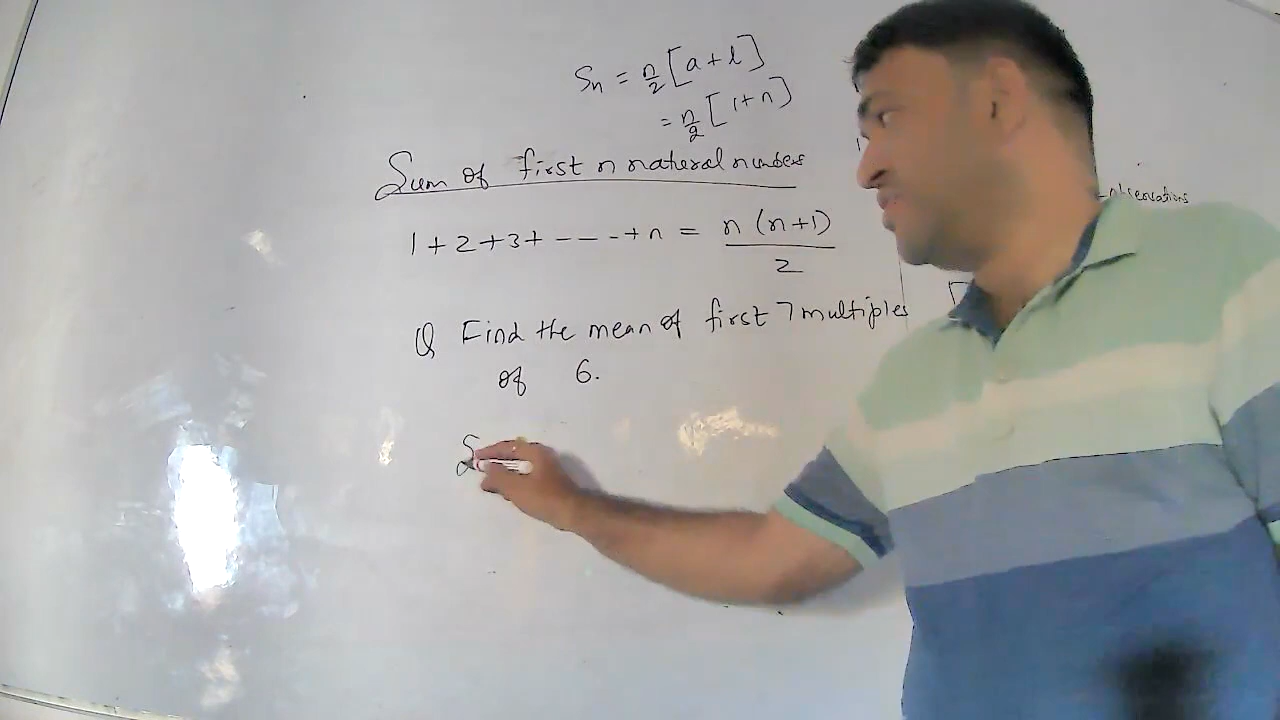 Sn = n/2 [a + l]
= n/2 [1 + n]
Sum of first n natural numbers
1 + 2 + 3 + - - - - + n = n (n+1) / 2
Q Find the mean of first 7 multiples
of 6.
observations